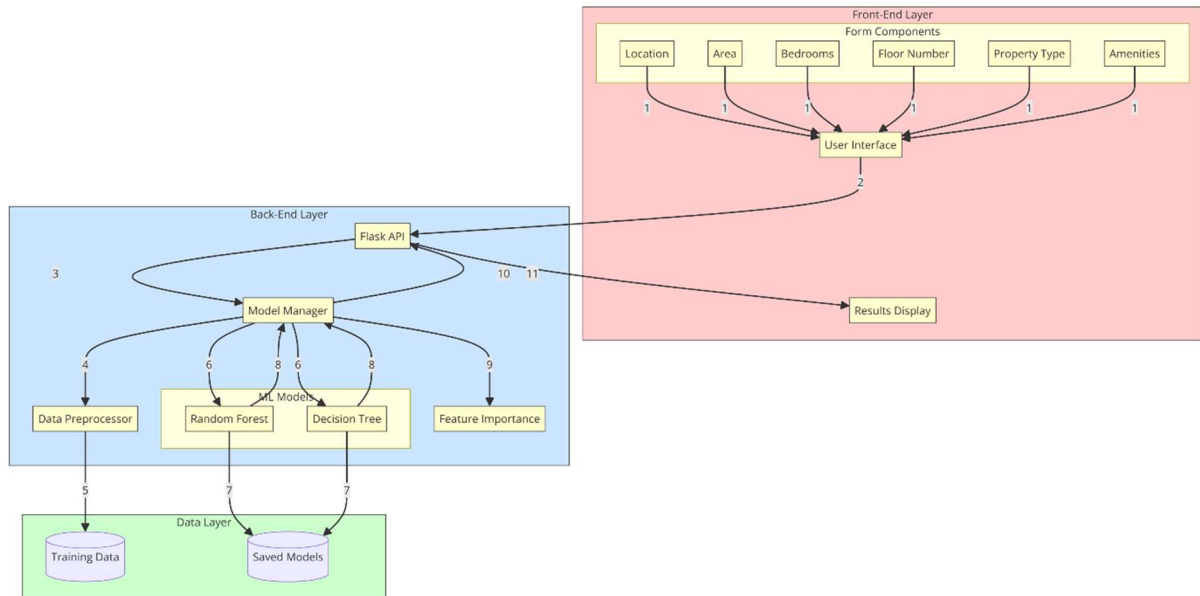 Front-End Layer
Form Components
Location
Area
Bedrooms
Floor Number
Property Type
Amenities
1
1
1
1
1
1
User Interface
2
Back-End Layer
Flask API
3
10
11
Model Manager
Results Display
4
6
8
6
8
9
ML Models
Data Preprocessor
Random Forest
Decision Tree
Feature Importance
5
7
7
Data Layer
Training Data
Saved Models